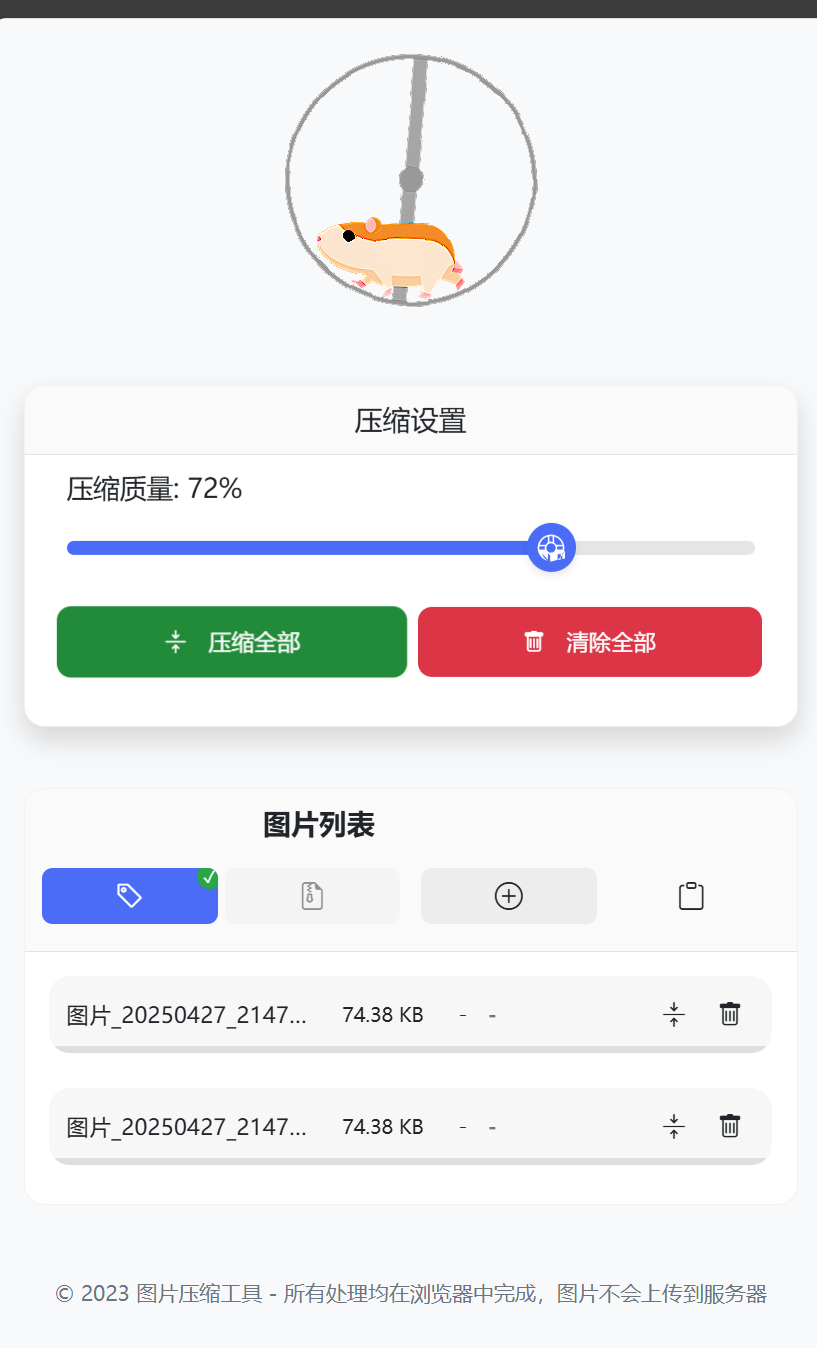 压缩设置
压缩质量: 72%
压缩全部
清除全部
图片列表
图片_20250427_2147... 74.38 KB - -
图片_20250427_2147... 74.38 KB - -
© 2023 图片压缩工具 - 所有处理均在浏览器中完成，图片不会上传到服务器